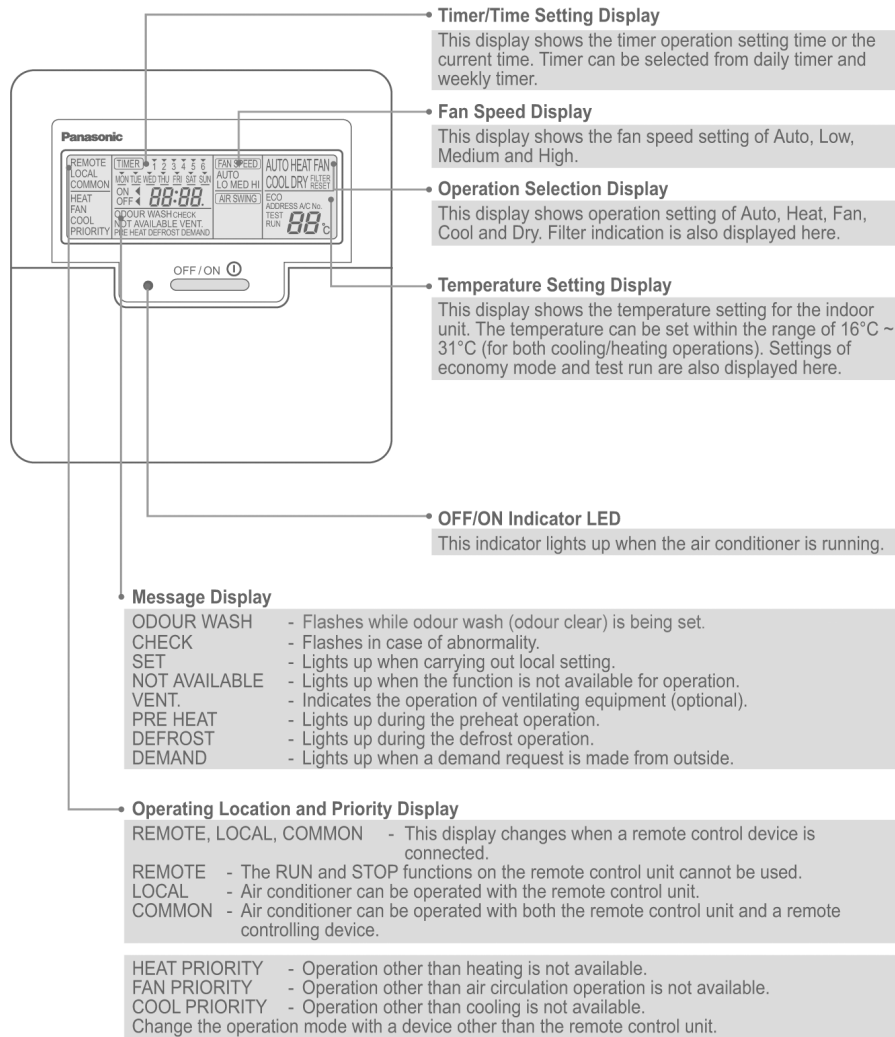 Timer/Time Setting Display
This display shows the timer operation setting time or the
current time. Timer can be selected from daily timer and
weekly timer.
Fan Speed Display
This display shows the fan speed setting of Auto, Low,
Medium and High.
Operation Selection Display
This display shows operation setting of Auto, Heat, Fan,
Cool and Dry. Filter indication is also displayed here.
Temperature Setting Display
This display shows the temperature setting for the indoor
unit. The temperature can be set within the range of 16°C ~
31°C (for both cooling/heating operations). Settings of
economy mode and test run are also displayed here.
Panasonic
REMOTE
LOCAL
COMMON
HEAT
FAN
COOL
PRIORITY
TIMER 1 2 3 4 5 6
MON TUE WED THU FRI SAT SUN
ON
OFF 88:88.
ODOUR WASH CHECK
NOT AVAILABLE VENT.
PRE HEAT DEFROST DEMAND
FAN SPEED
AUTO
LO MED HI
AIR SWING
AUTO HEAT FAN
COOL DRY FILTER
RESET
ECO
ADDRESS A/C No.
TEST
RUN 88 °C
OFF / ON
OFF/ON Indicator LED
This indicator lights up when the air conditioner is running.
Message Display
ODOUR WASH - Flashes while odour wash (odour clear) is being set.
CHECK - Flashes in case of abnormality.
SET - Lights up when carrying out local setting.
NOT AVAILABLE - Lights up when the function is not available for operation.
VENT. - Indicates the operation of ventilating equipment (optional).
PRE HEAT - Lights up during the preheat operation.
DEFROST - Lights up during the defrost operation.
DEMAND - Lights up when a demand request is made from outside.
Operating Location and Priority Display
REMOTE, LOCAL, COMMON - This display changes when a remote control device is
connected.
REMOTE - The RUN and STOP functions on the remote control unit cannot be used.
LOCAL - Air conditioner can be operated with the remote control unit.
COMMON - Air conditioner can be operated with both the remote control unit and a remote
controlling device.
HEAT PRIORITY - Operation other than heating is not available.
FAN PRIORITY - Operation other than air circulation operation is not available.
COOL PRIORITY - Operation other than cooling is not available.
Change the operation mode with a device other than the remote control unit.